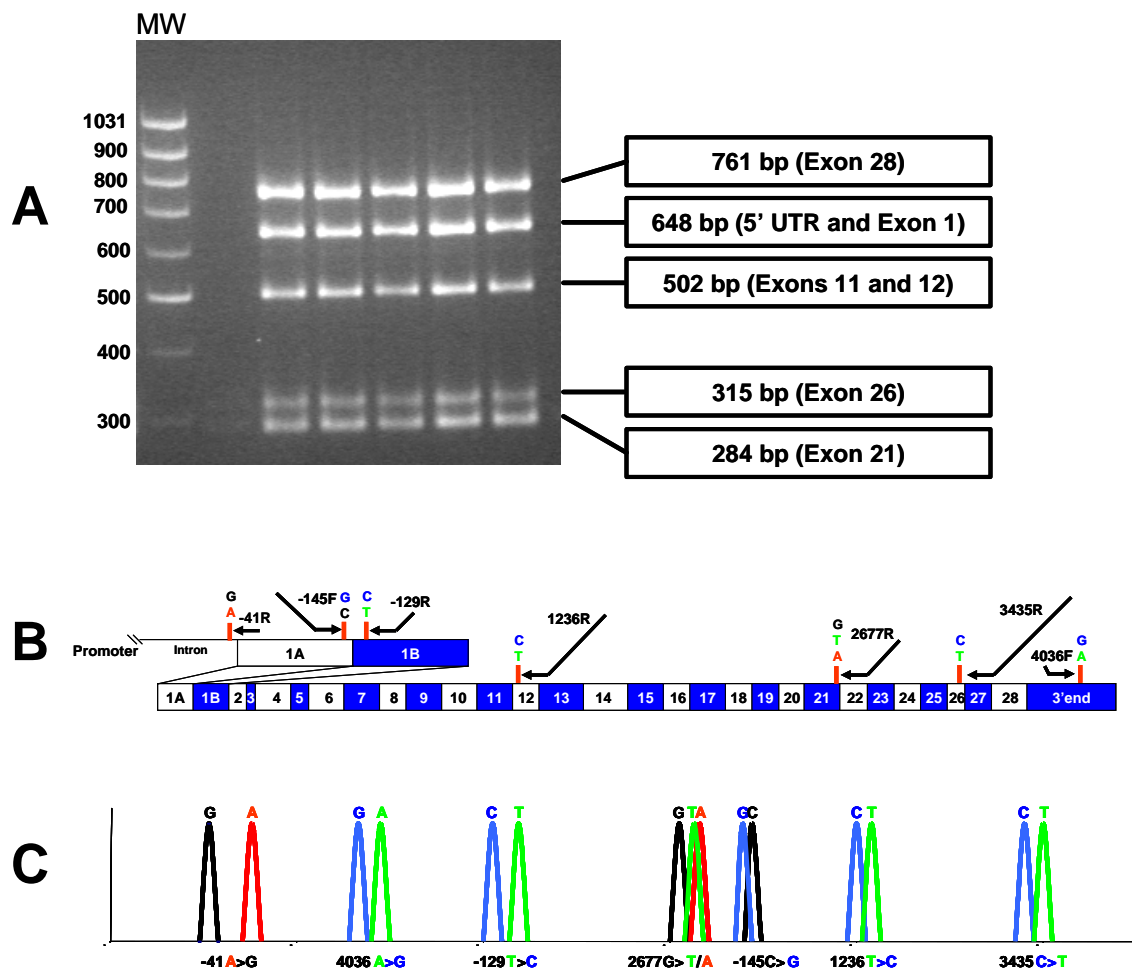 MW
A
1031
900
800
700
600
500
400
300
761 bp (Exon 28)
648 bp (5’ UTR and Exon 1)
502 bp (Exons 11 and 12)
315 bp (Exon 26)
284 bp (Exon 21)
B
Promoter
Intron
1A
1B
G
A
-41R
-145F
G
C
C
T
-129R
C
T
1236R
G
T
A
2677R
C
T
3435R
4036F
G
A
1A 1B 2 3 4 5 6 7 8 9 10 11 12 13 14 15 16 17 18 19 20 21 22 23 24 25 26 27 28 3’end
C
G A G A C T G T A G C C T C T
-41 A>G 4036 A>G -129 T>C 2677G> T/A -145C> G 1236 T>C 3435 C>T